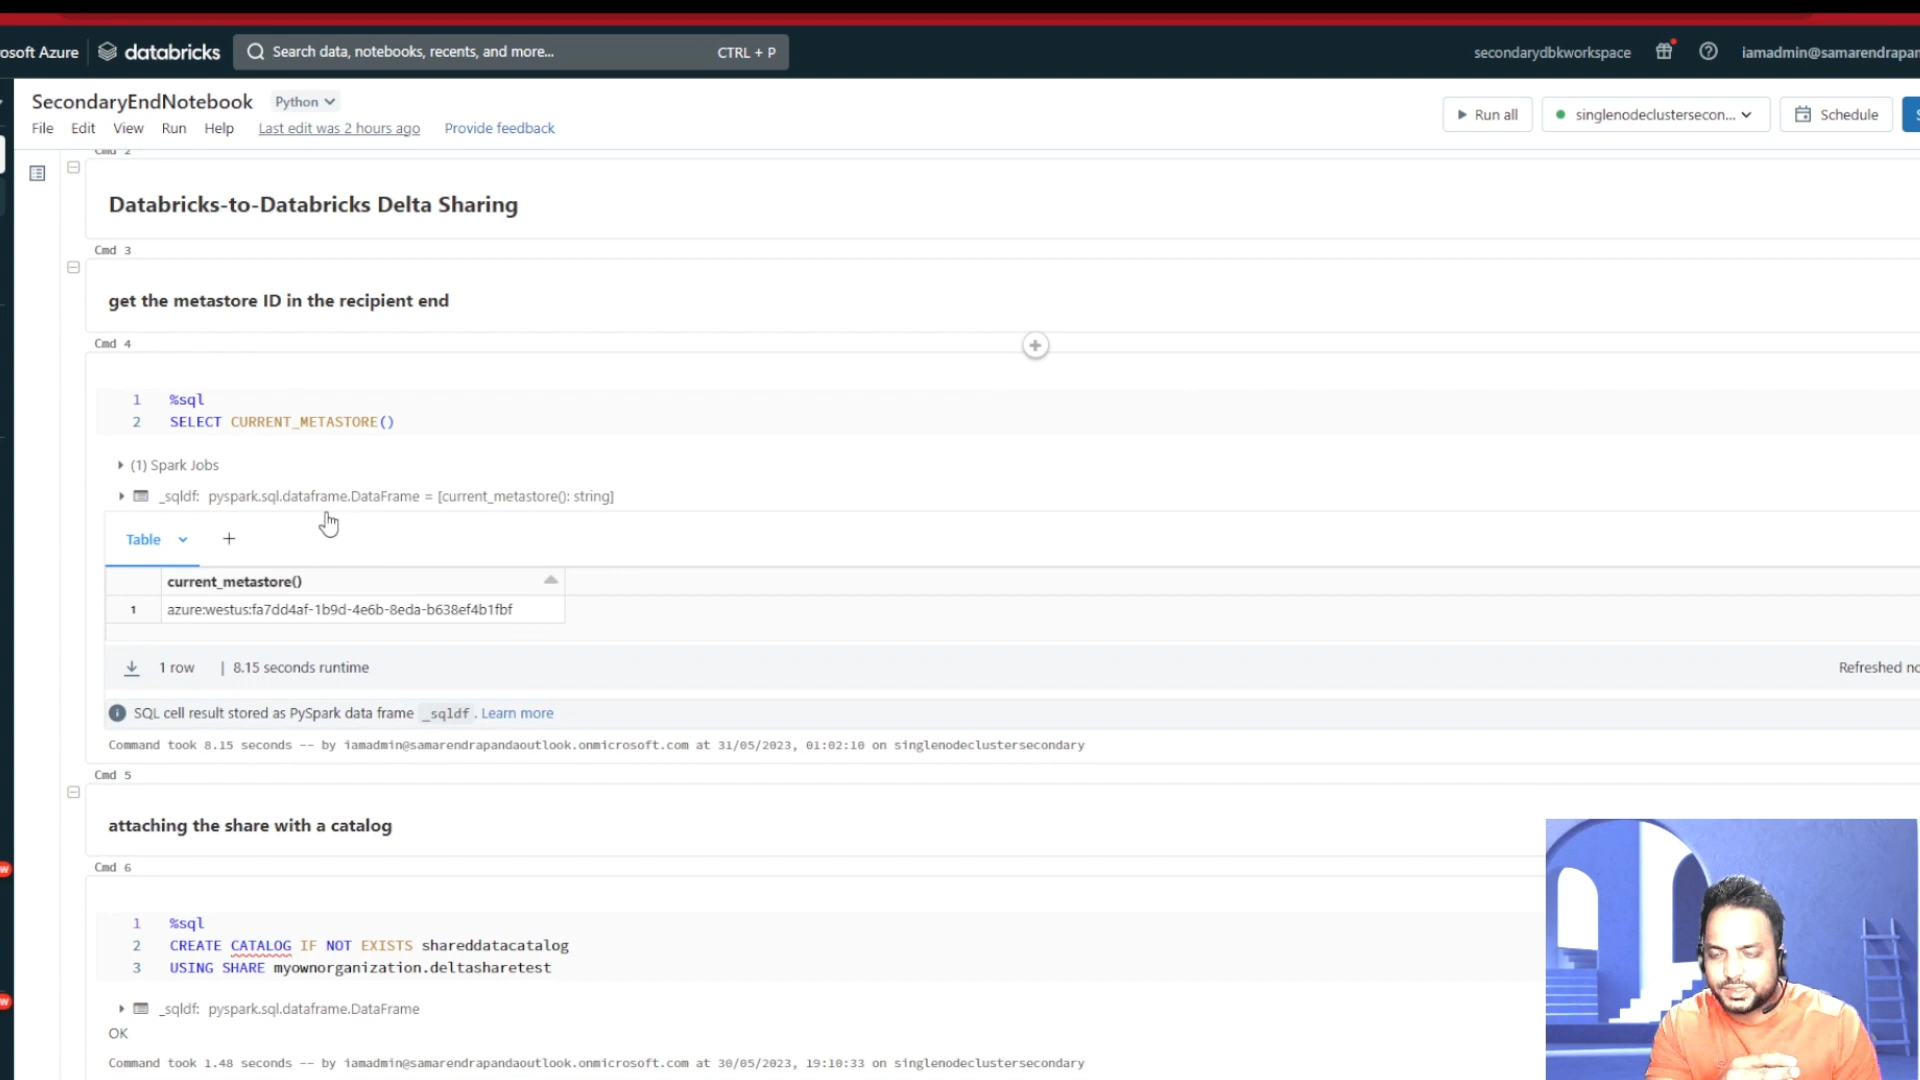 osoft Azure databricks Search data, notebooks, recents, and more... CTRL + P secondarydbkworkspace iamadmin@samarendrapan
SecondaryEndNotebook Python
File Edit View Run Help Last edit was 2 hours ago Provide feedback Run all singlenodeclustersecon... Schedule
Cmd 2
Databricks-to-Databricks Delta Sharing
Cmd 3
get the metastore ID in the recipient end
Cmd 4
1 %sql
2 SELECT CURRENT_METASTORE()
(1) Spark Jobs
_sqldf: pyspark.sql.dataframe.DataFrame = [current_metastore(): string]
Table +
current_metastore()
1 azure:westus:fa7dd4af-1b9d-4e6b-8eda-b638ef4b1fbf
1 row | 8.15 seconds runtime Refreshed no
SQL cell result stored as PySpark data frame _sqldf. Learn more
Command took 8.15 seconds -- by iamadmin@samarendrapandaoutlook.onmicrosoft.com at 31/05/2023, 01:02:10 on singlenodeclustersecondary
Cmd 5
attaching the share with a catalog
Cmd 6
1 %sql
2 CREATE CATALOG IF NOT EXISTS shareddatacatalog
3 USING SHARE myownorganization.deltasharetest
_sqldf: pyspark.sql.dataframe.DataFrame
OK
Command took 1.48 seconds -- by iamadmin@samarendrapandaoutlook.onmicrosoft.com at 30/05/2023, 19:10:33 on singlenodeclustersecondary